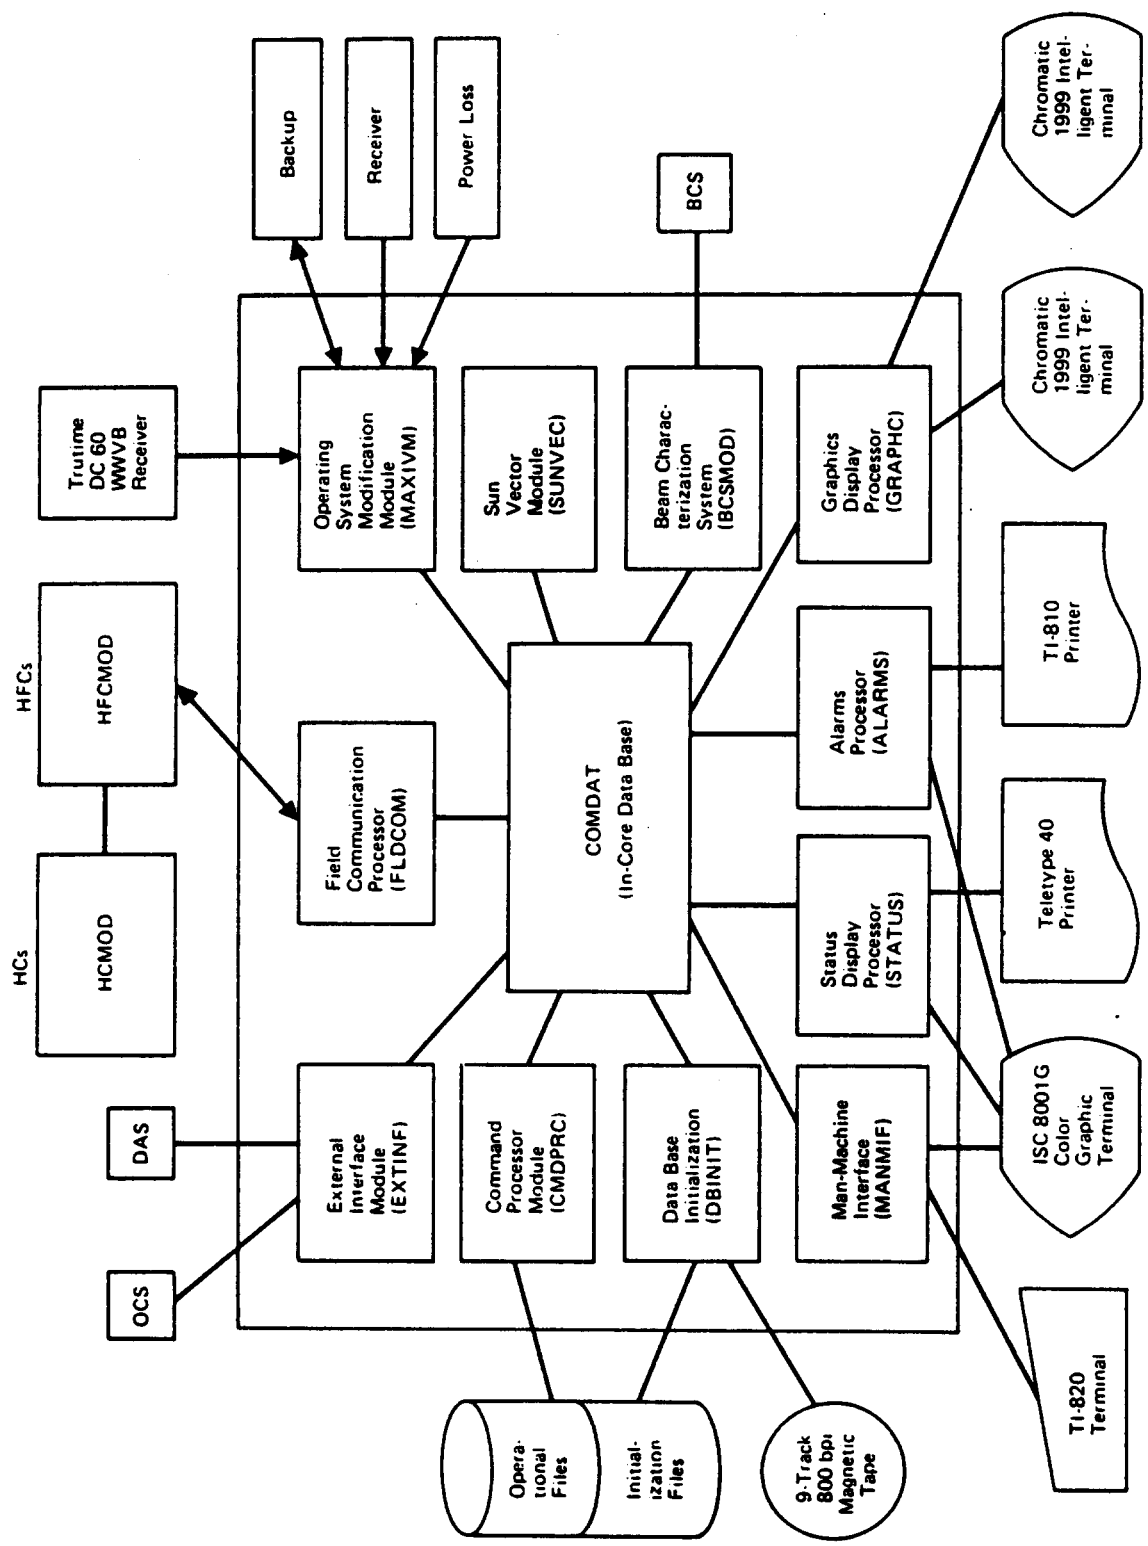 OCS
DAS
HCs
HCMOD
HFCs
HFCMOD
Trutime
DC 60
WWVB
Receiver
Backup
Receiver
Power Loss
External
Interface
Module
(EXTINF)
Field
Communication
Processor
(FLDCOM)
Operating
System
Modification
Module
(MAXIVM)
Opera-
tional
Files
Initial-
ization
Files
9-Track
800 bpi
Magnetic
Tape
Command
Processor
Module
(CMDPRC)
Data Base
Initialization
(DBINIT)
COMDAT
(In-Core Data Base)
Sun
Vector
Module
(SUNVEC)
Beam Charac-
terization
System
(BCSMOD)
BCS
Man-Machine
Interface
(MANMIF)
Status
Display
Processor
(STATUS)
Alarms
Processor
(ALARMS)
Graphics
Display
Processor
(GRAPHC)
TI-820
Terminal
ISC 8001G
Color
Graphic
Terminal
Teletype 40
Printer
TI-810
Printer
Chromatic
1999 Intel-
ligent Ter-
minal
Chromatic
1999 Intel-
ligent Ter-
minal